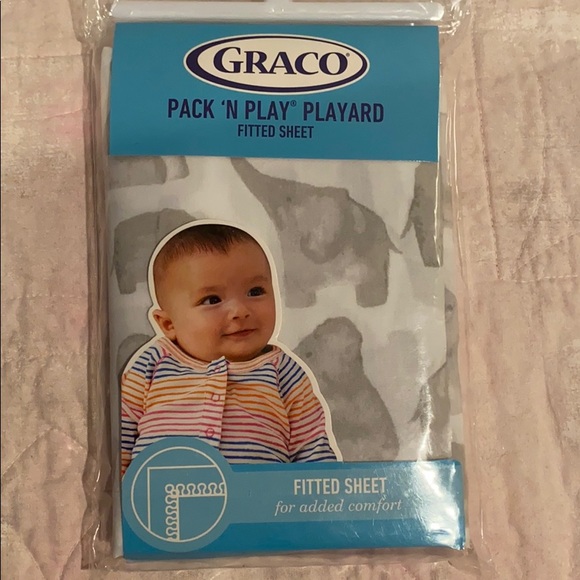 GRACO®
PACK 'N PLAY® PLAYARD
FITTED SHEET
FITTED SHEET
for added comfort